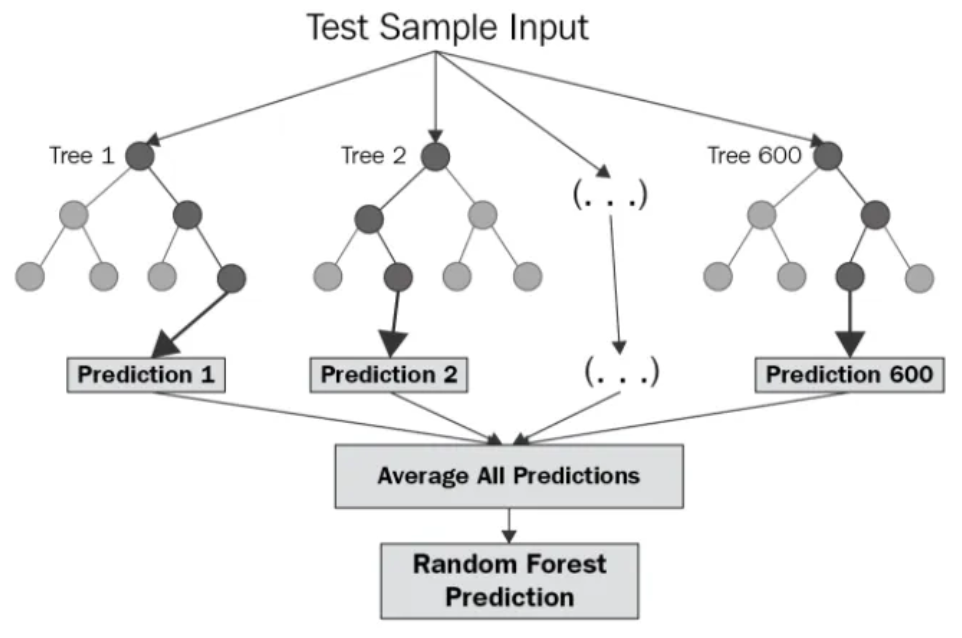 Test Sample Input
Tree 1
Tree 2
(. . .)
Tree 600
Prediction 1
Prediction 2
(. . .)
Prediction 600
Average All Predictions
Random Forest
Prediction